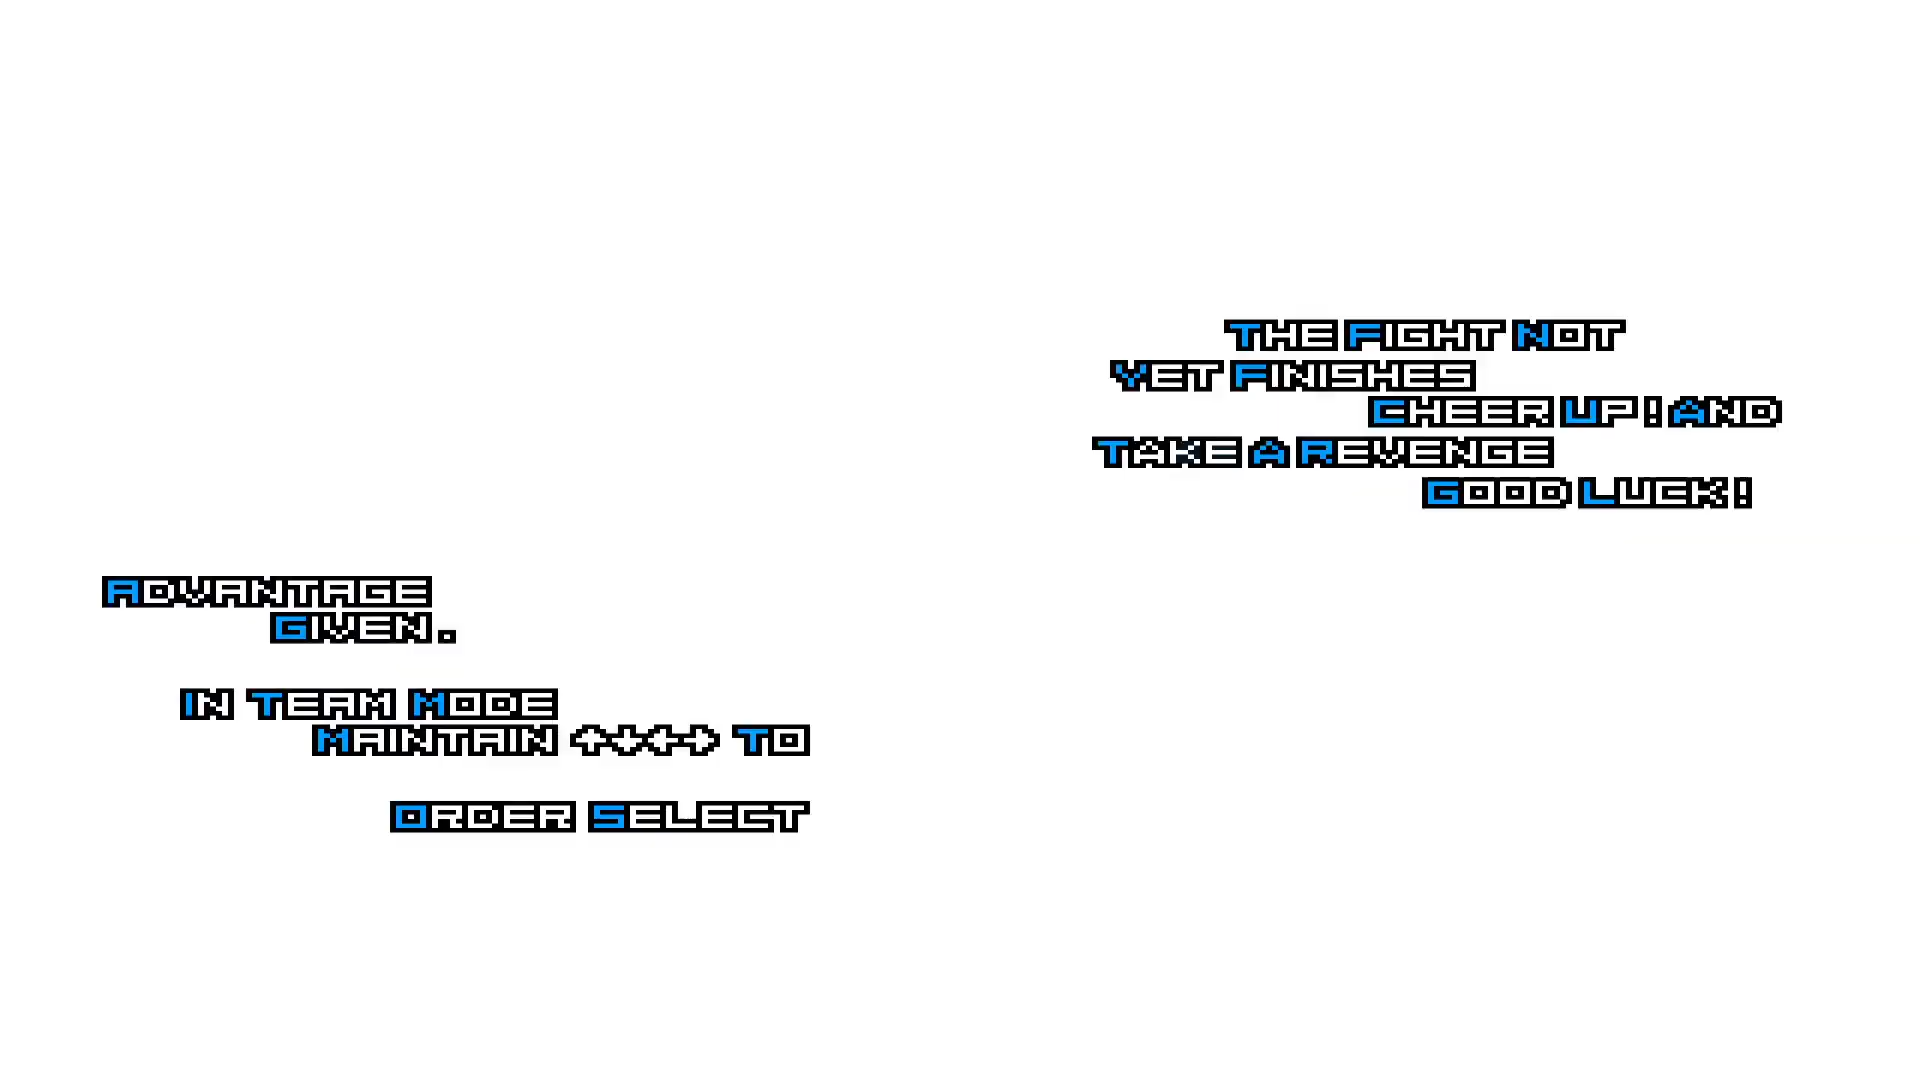 THE FIGHT NOT
YET FINISHES
CHEER UP! AND
TAKE A REVENGE
GOOD LUCK!
ADVANTAGE
GIVEN.
IN TEAM MODE
MAINTAIN ↑↓←→ TO
ORDER SELECT